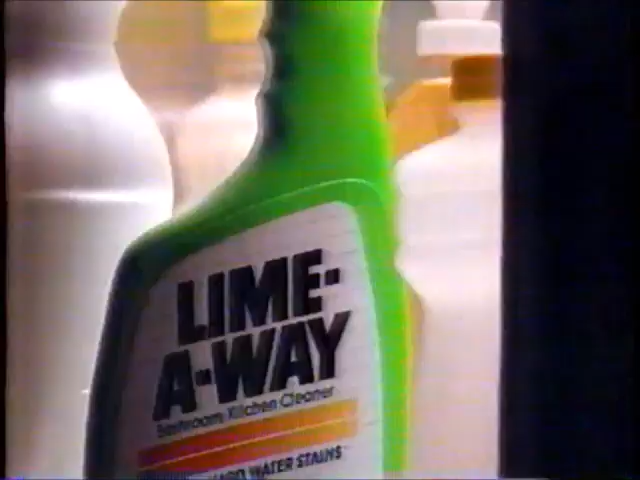 LIME-
A-WAY
Bathroom, Kitchen Cleaner
HARD WATER STAINS